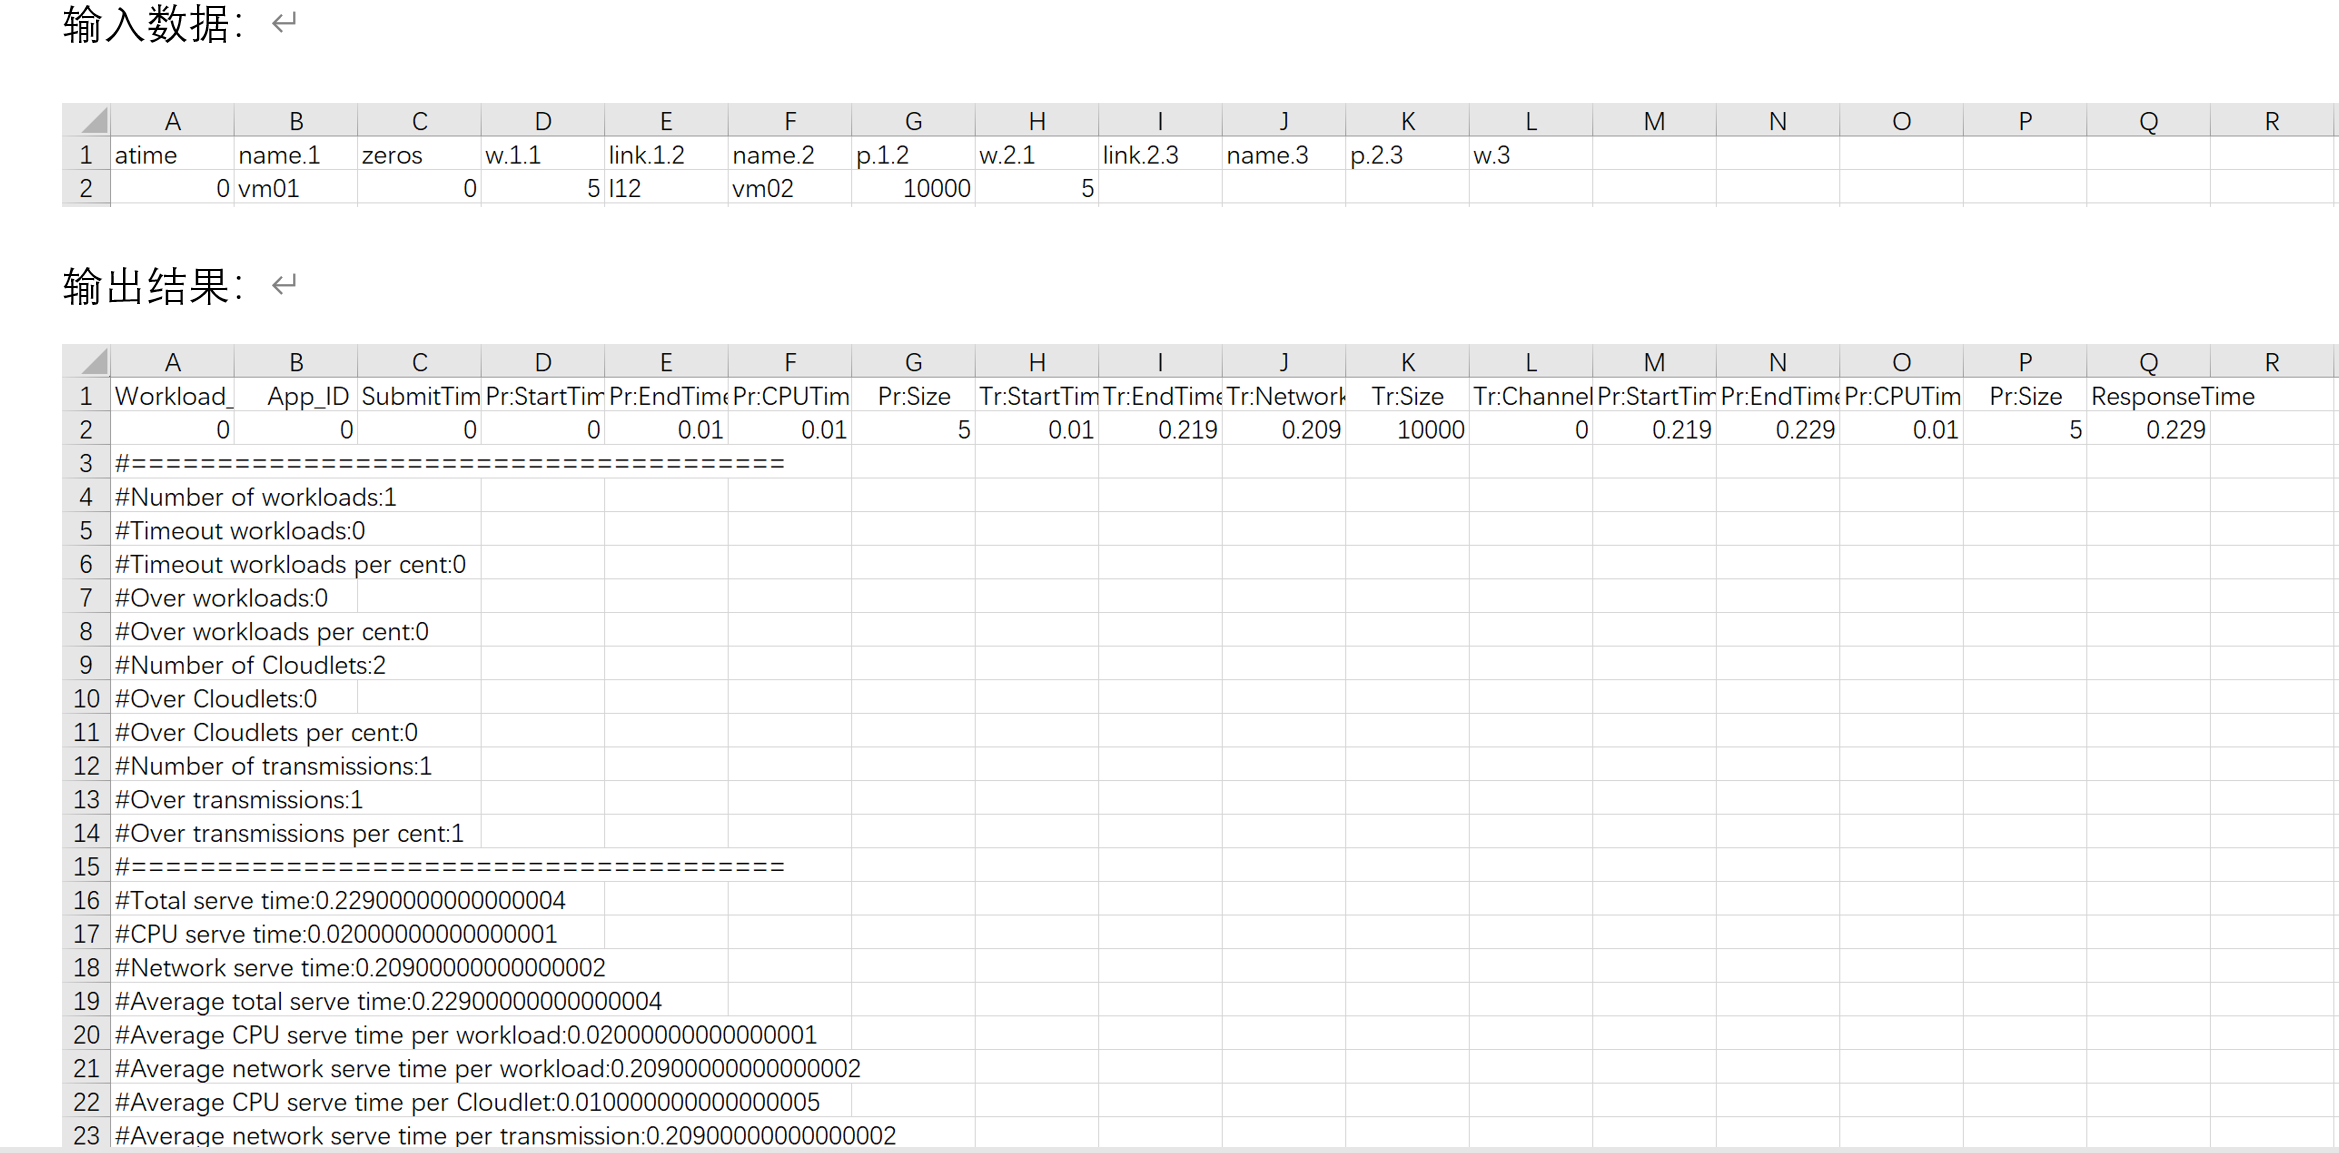 输入数据：
A B C D E F G H I J K L M N O P Q R
1 atime name.1 zeros w.1.1 link.1.2 name.2 p.1.2 w.2.1 link.2.3 name.3 p.2.3 w.3
2 0 vm01 0 5 l12 vm02 10000 5
输出结果：
A B C D E F G H I J K L M N O P Q R
1 Workload_ App_ID SubmitTim Pr:StartTim Pr:EndTime Pr:CPUTim Pr:Size Tr:StartTim Tr:EndTime Tr:Network Tr:Size Tr:Channel Pr:StartTim Pr:EndTime Pr:CPUTim Pr:Size ResponseTime
2 0 0 0 0 0.01 0.01 5 0.01 0.219 0.209 10000 0 0.219 0.229 0.01 5 0.229
3 #======================================
4 #Number of workloads:1
5 #Timeout workloads:0
6 #Timeout workloads per cent:0
7 #Over workloads:0
8 #Over workloads per cent:0
9 #Number of Cloudlets:2
10 #Over Cloudlets:0
11 #Over Cloudlets per cent:0
12 #Number of transmissions:1
13 #Over transmissions:1
14 #Over transmissions per cent:1
15 #======================================
16 #Total serve time:0.22900000000000004
17 #CPU serve time:0.02000000000000001
18 #Network serve time:0.20900000000000002
19 #Average total serve time:0.22900000000000004
20 #Average CPU serve time per workload:0.02000000000000001
21 #Average network serve time per workload:0.20900000000000002
22 #Average CPU serve time per Cloudlet:0.010000000000000005
23 #Average network serve time per transmission:0.20900000000000002